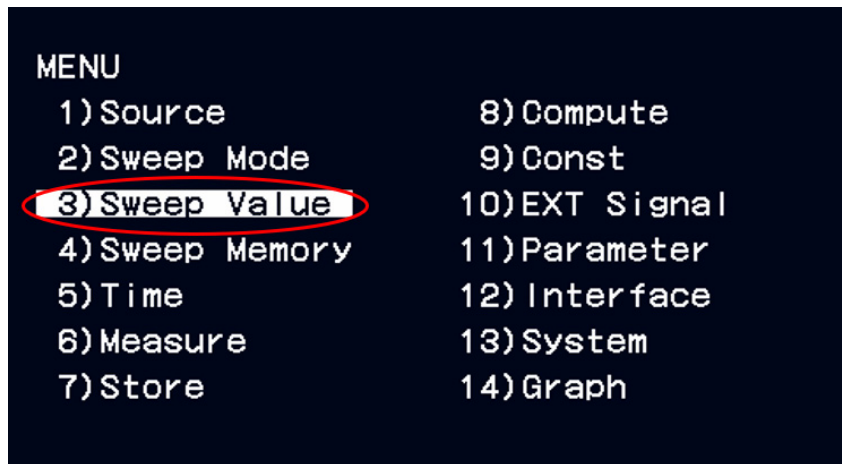 MENU
1)Source
2)Sweep Mode
3)Sweep Value
4)Sweep Memory
5)Time
6)Measure
7)Store
8)Compute
9)Const
10)EXT Signal
11)Parameter
12)Interface
13)System
14)Graph